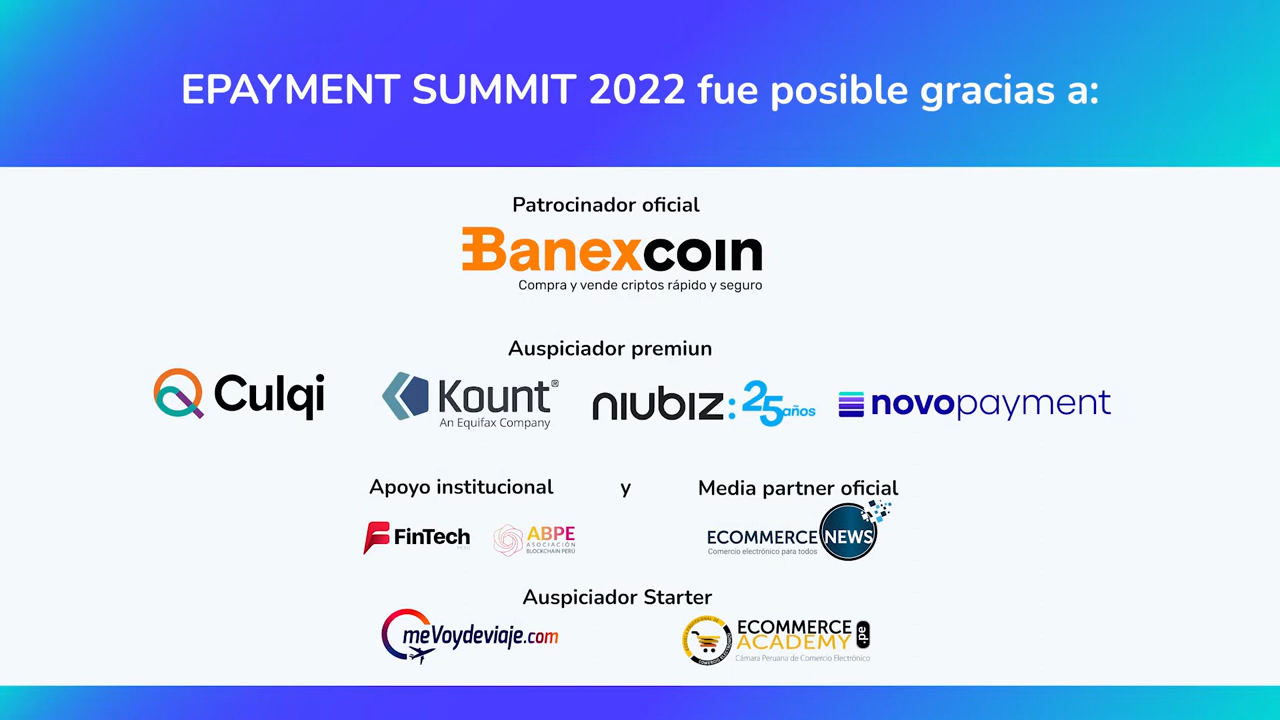 EPAYMENT SUMMIT 2022 fue posible gracias a:
Patrocinador oficial
Banexcoin
Compra y vende criptos rápido y seguro
Auspiciador premiun
Culqi
Kount®
An Equifax Company
niubiz: 25 años
novopayment
Apoyo institucional y Media partner oficial
FinTech
PERÚ
ABPE
ASOCIACIÓN
BLOCKCHAIN PERÚ
ECOMMERCE NEWS
Comercio electrónico para todos
Auspiciador Starter
meVoydeviaje.com
ECOMMERCE
ACADEMY .pe
Cámara Peruana de Comercio Electrónico